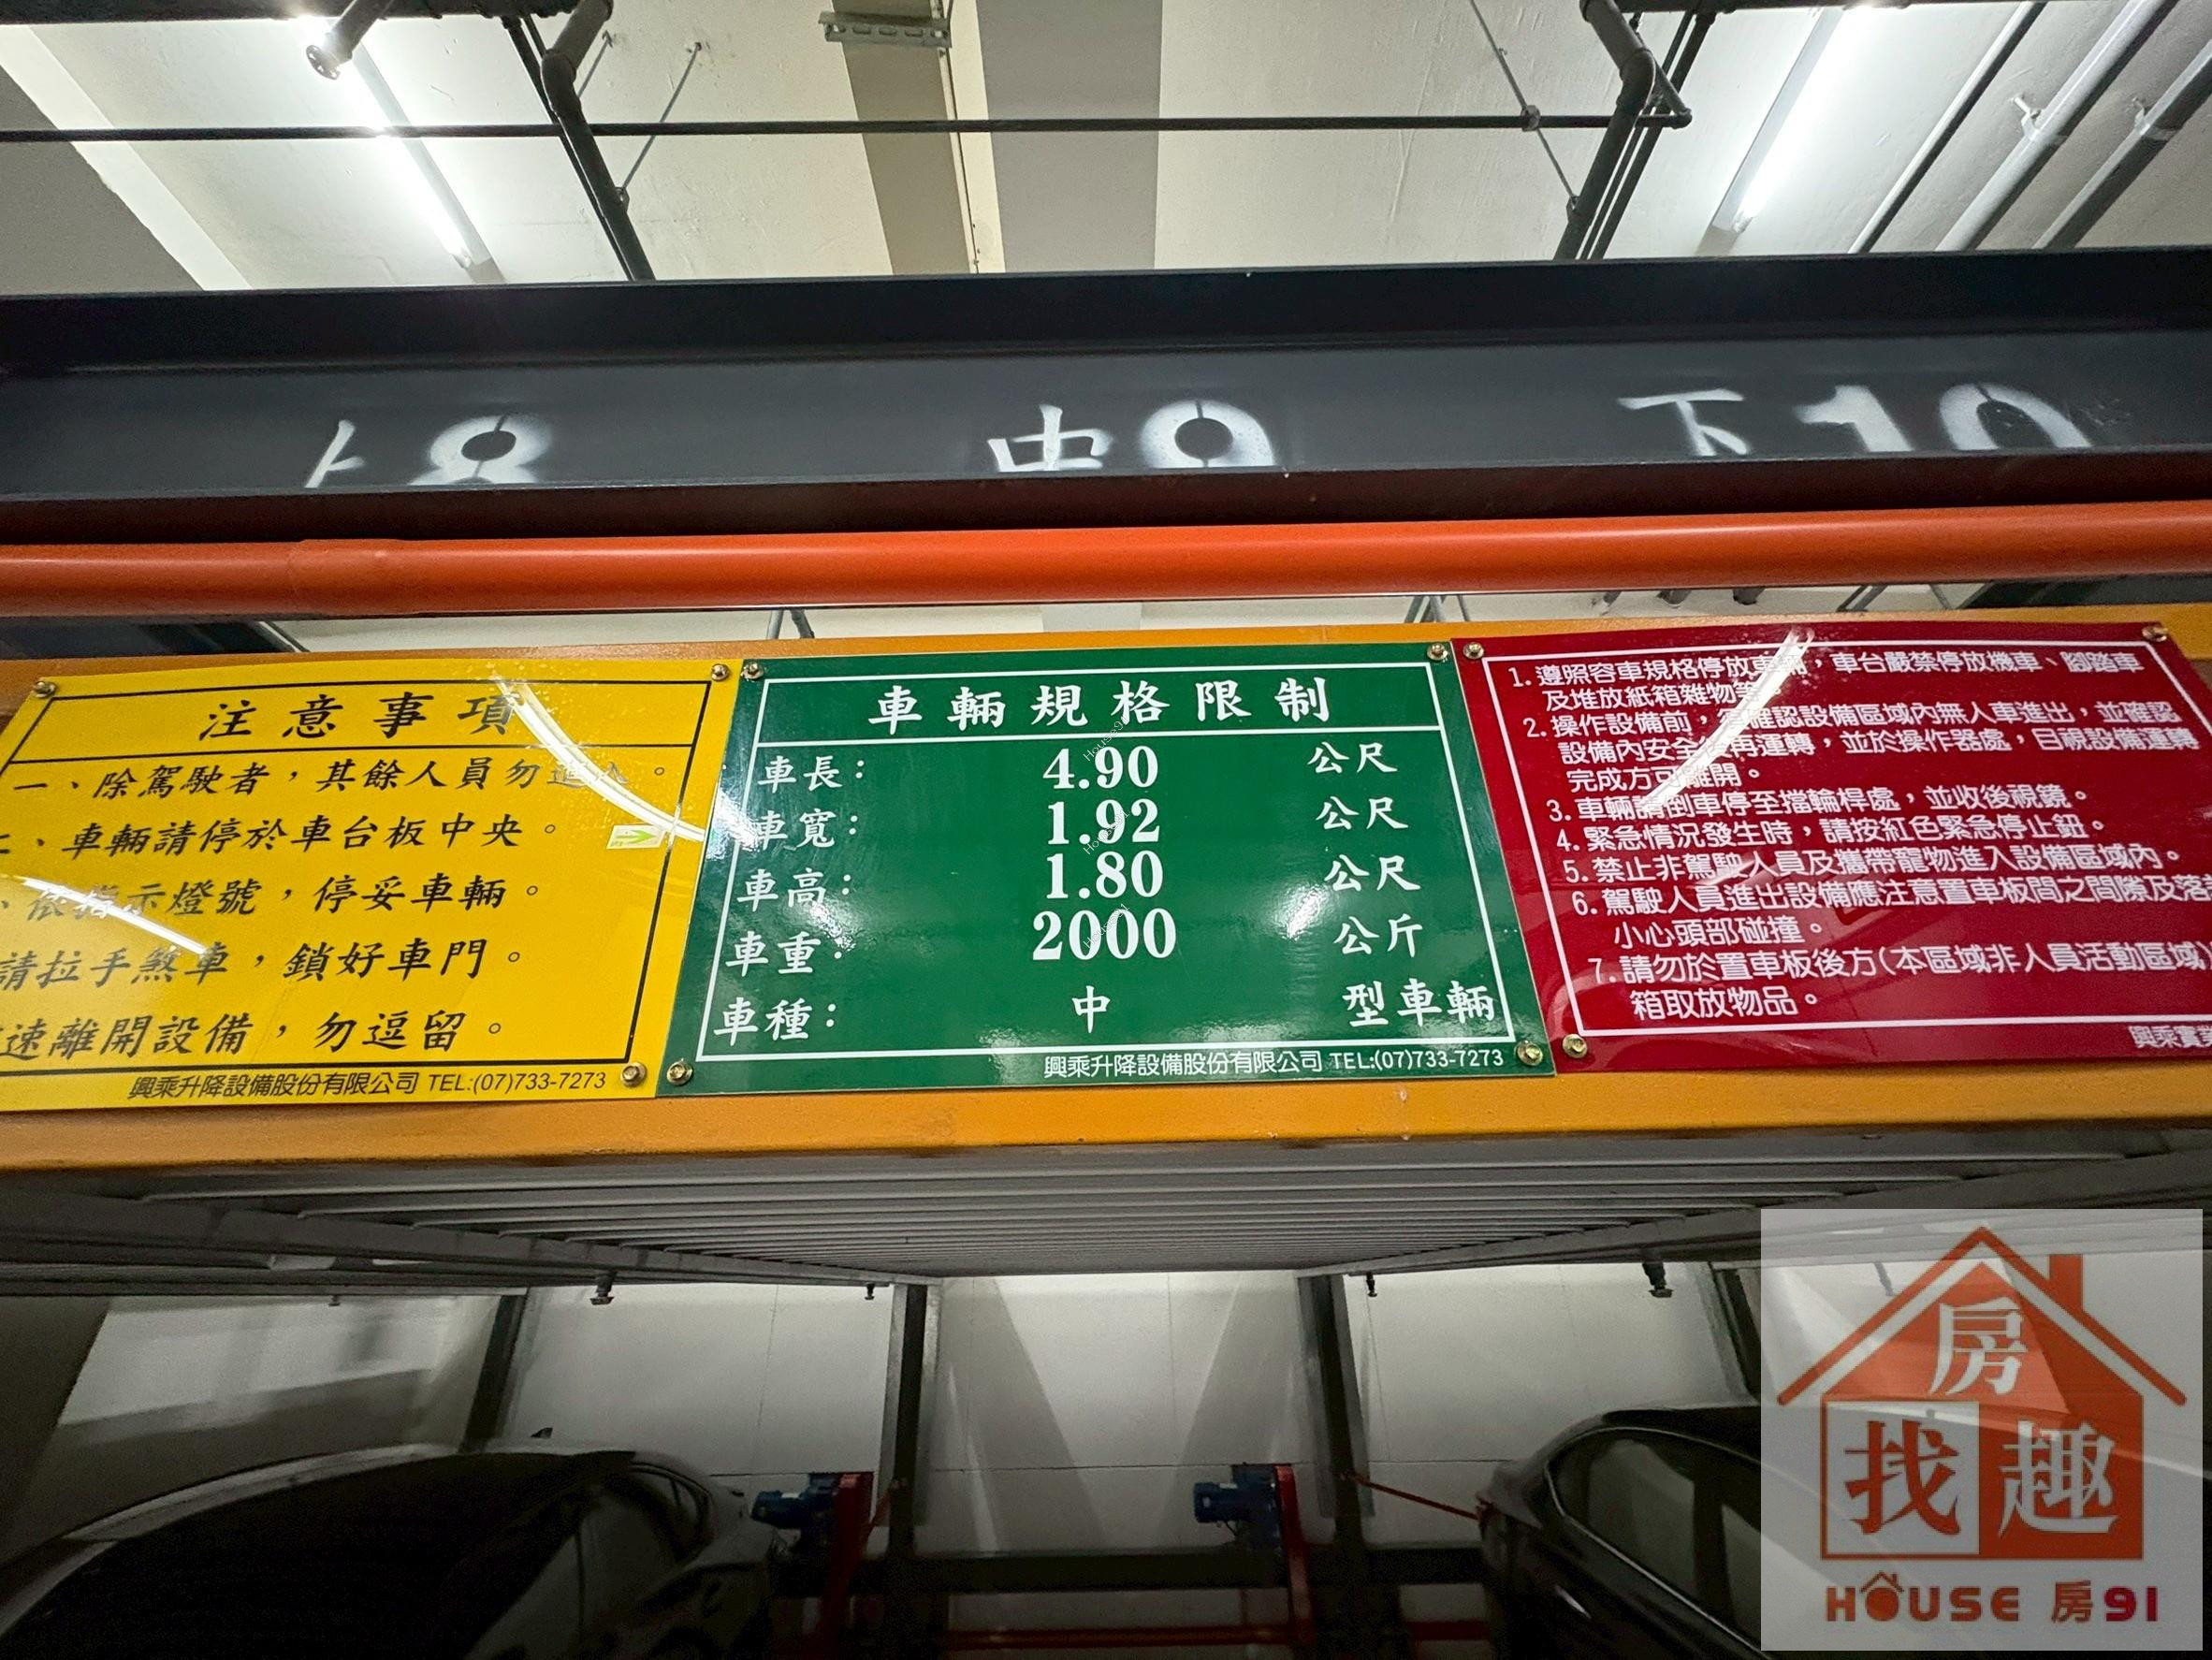 上8 中9 下10
注意事項
一、除駕駛者，其餘人員勿進入。
二、車輛請停於車台板中央。
、依指示燈號，停妥車輛。
請拉手煞車，鎖好車門。
速離開設備，勿逗留。
興乘升降設備股份有限公司 TEL:(07)733-7273
車輛規格限制
車長： 4.90 公尺
車寬： 1.92 公尺
車高： 1.80 公尺
車重： 2000 公斤
車種： 中 型車輛
興乘升降設備股份有限公司 TEL:(07)733-7273
1. 遵照容車規格停放車輛，車台嚴禁停放機車、腳踏車
及堆放紙箱雜物等
2. 操作設備前，確認設備區域內無人車進出，並確認
設備內安全後再運轉，並於操作器處，目視設備運轉
完成方可離開。
3. 車輛請倒車停至擋輪桿處，並收後視鏡。
4. 緊急情況發生時，請按紅色緊急停止鈕。
5. 禁止非駕駛人員及攜帶寵物進入設備區域內。
6. 駕駛人員進出設備應注意置車板間之間隙及落
小心頭部碰撞。
7. 請勿於置車板後方(本區域非人員活動區域)
箱取放物品。
興乘實業
房
找趣
HOUSE 房91